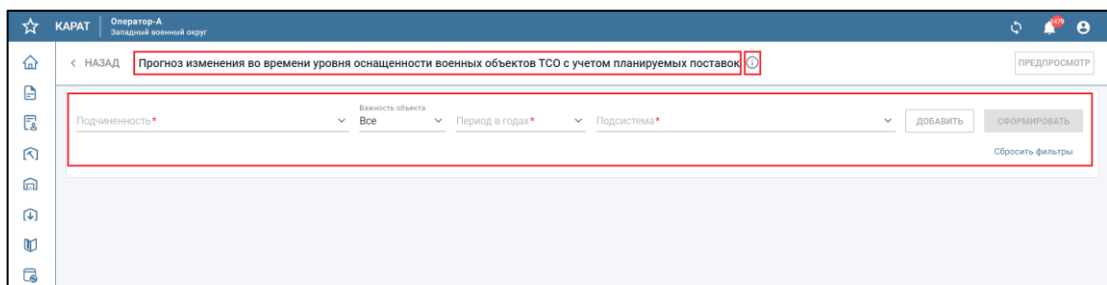 КАРАТ
Оператор-А
Западный военный округ
1479
НАЗАД
Прогноз изменения во времени уровня оснащенности военных объектов ТСО с учетом планируемых поставок
ПРЕДПРОСМОТР
Важность объекта
Подчиненность*
Все
Период в годах*
Подсистема*
ДОБАВИТЬ
СФОРМИРОВАТЬ
Сбросить фильтры